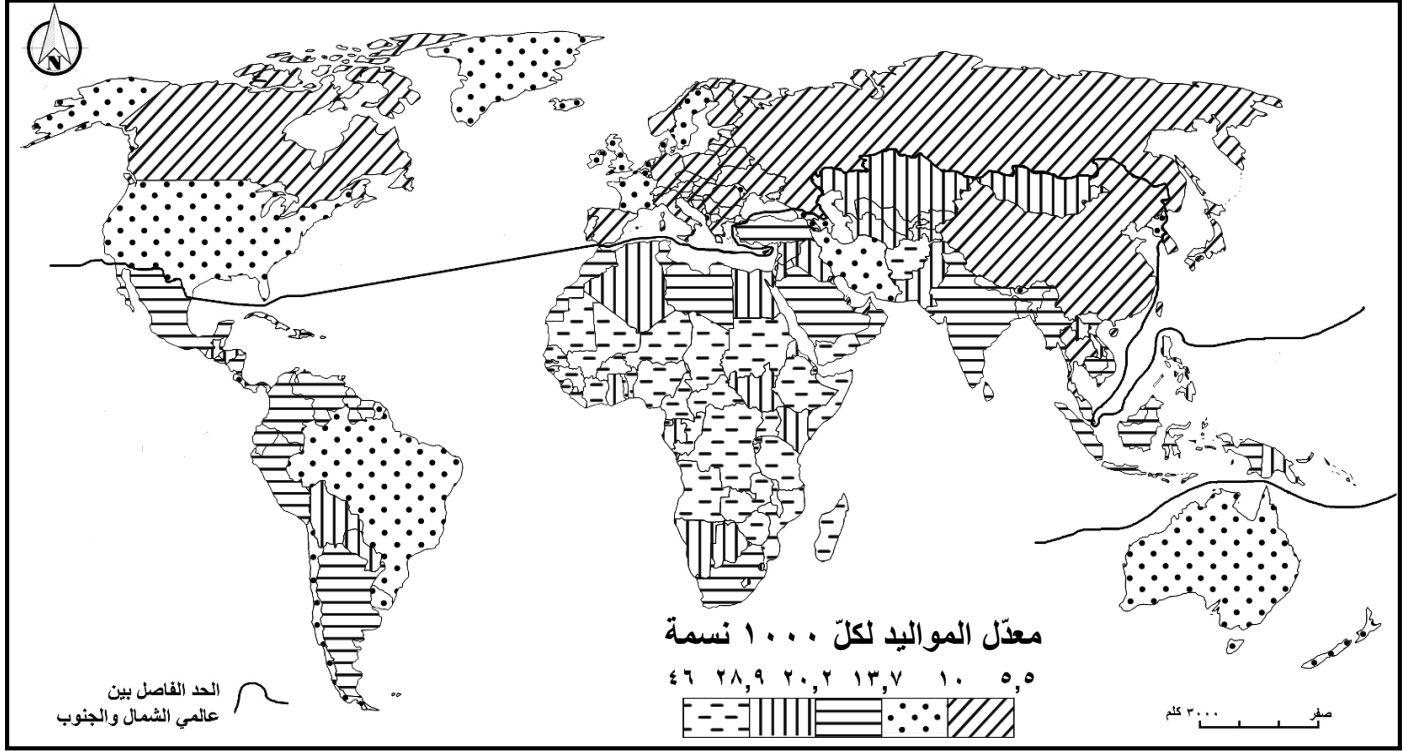 N
معدّل المواليد لكلّ ١٠٠٠ نسمة
٥,٥ ١٠ ١٣,٧ ٢٠,٢ ٢٨,٩ ٤٦
الحد الفاصل بين
عالمي الشمال والجنوب
صفر ٣٠٠٠ كلم